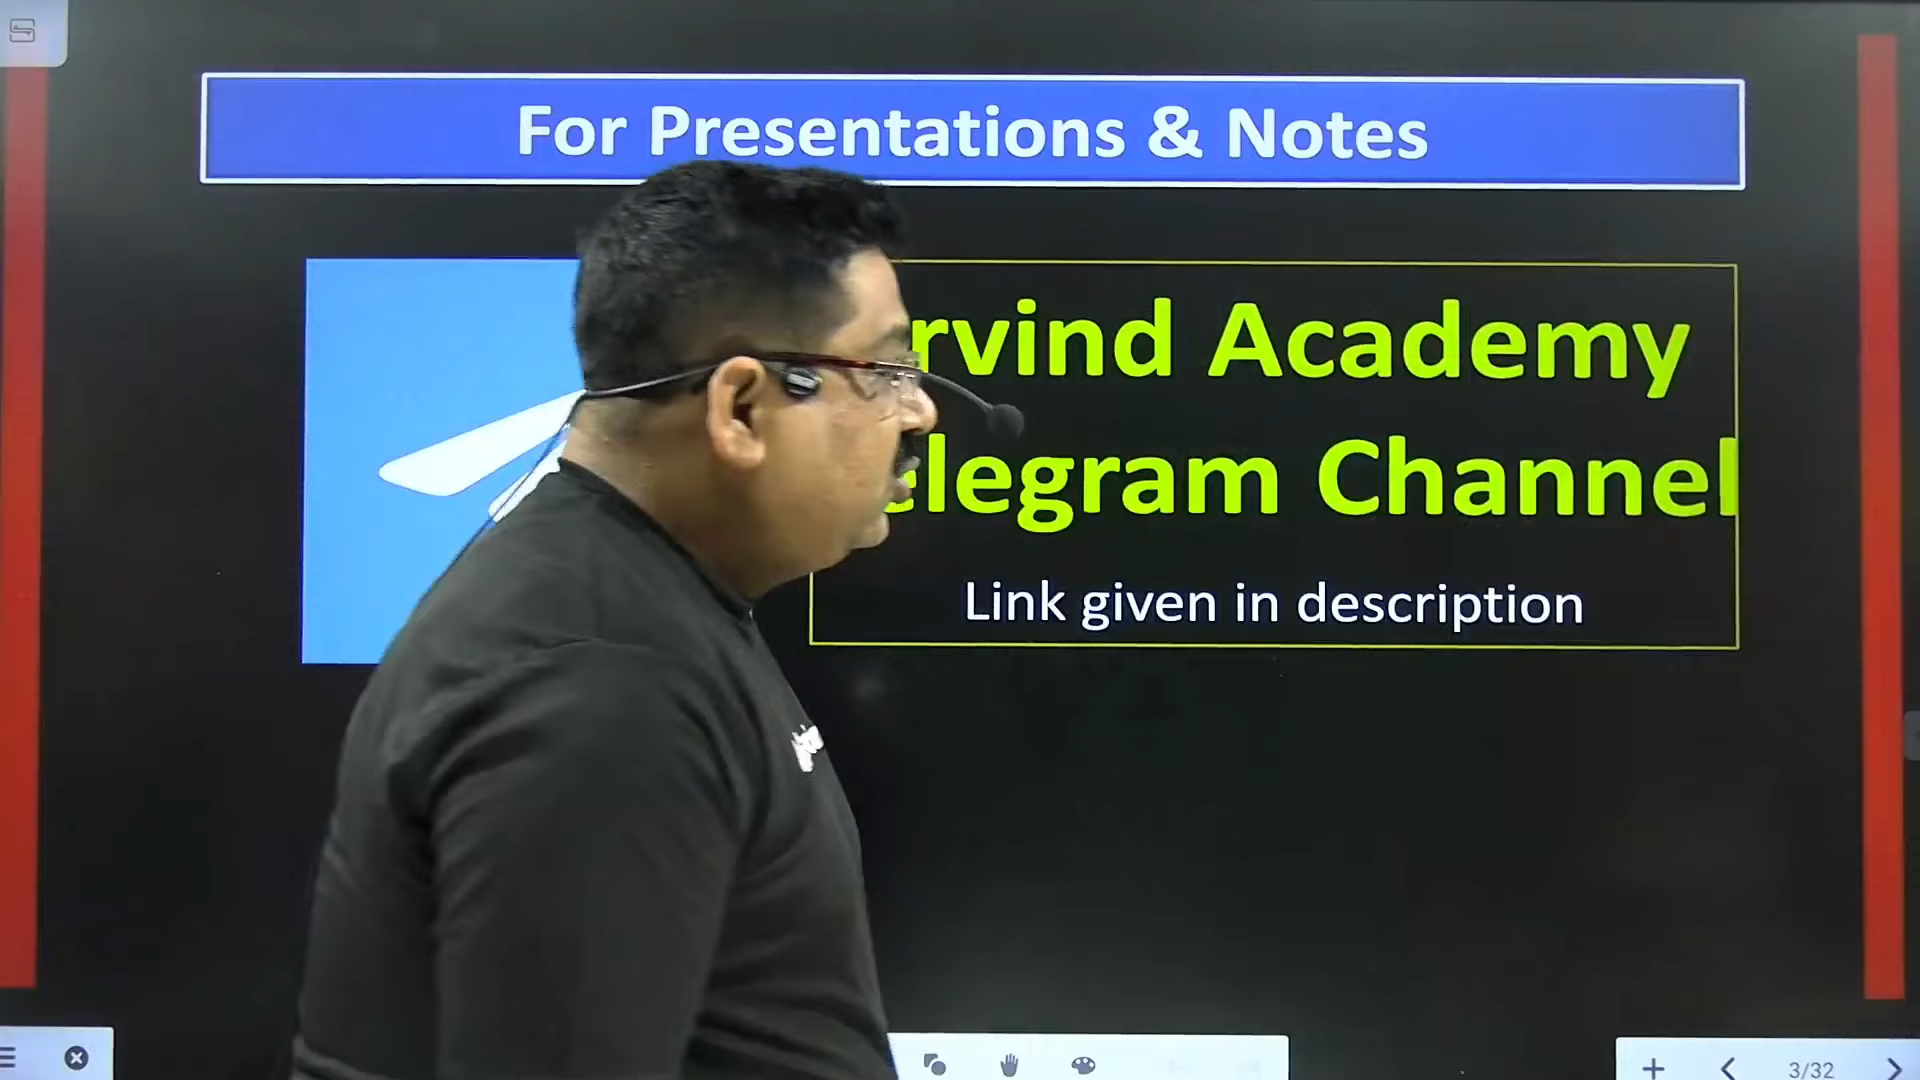 For Presentations & Notes
rvind Academy
elegram Channel
Link given in description
3/32